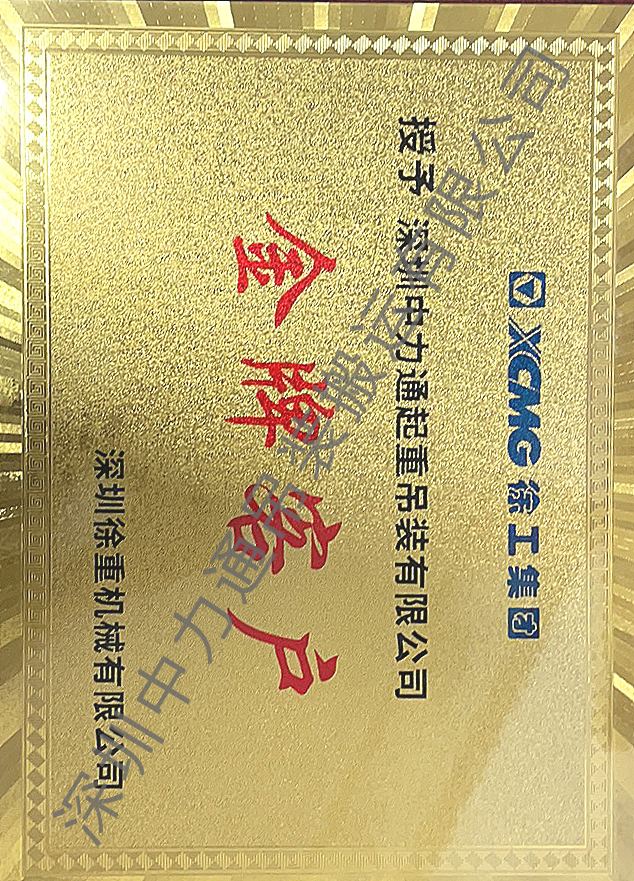 XCMG 徐工集团
授予 深圳中力通起重吊装有限公司
金牌客户
深圳徐重机械有限公司
深圳中力通吊装搬运有限公司